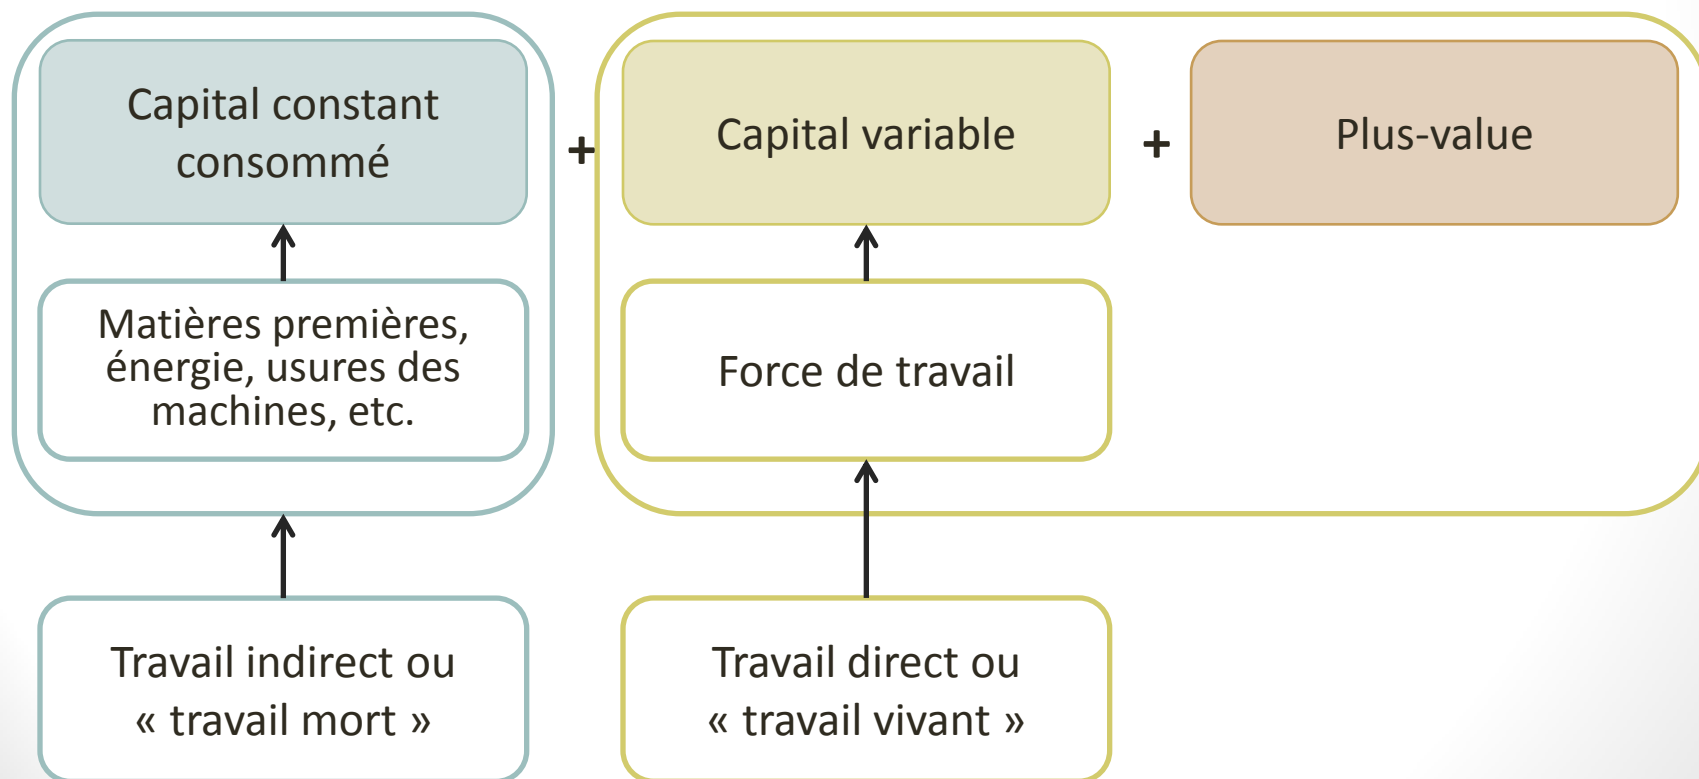 Capital constant
consommé
+
Capital variable
+
Plus-value
Matières premières,
énergie, usures des
machines, etc.
Force de travail
Travail indirect ou
« travail mort »
Travail direct ou
« travail vivant »